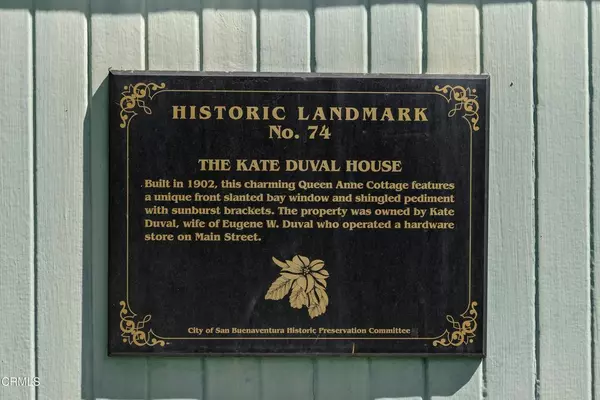 HISTORIC LANDMARK
No. 74
THE KATE DUVAL HOUSE
Built in 1902, this charming Queen Anne Cottage features
a unique front slanted bay window and shingled pediment
with sunburst brackets. The property was owned by Kate
Duval, wife of Eugene W. Duval who operated a hardware
store on Main Street.
City of San Buenaventura Historic Preservation Committee
CRMLS